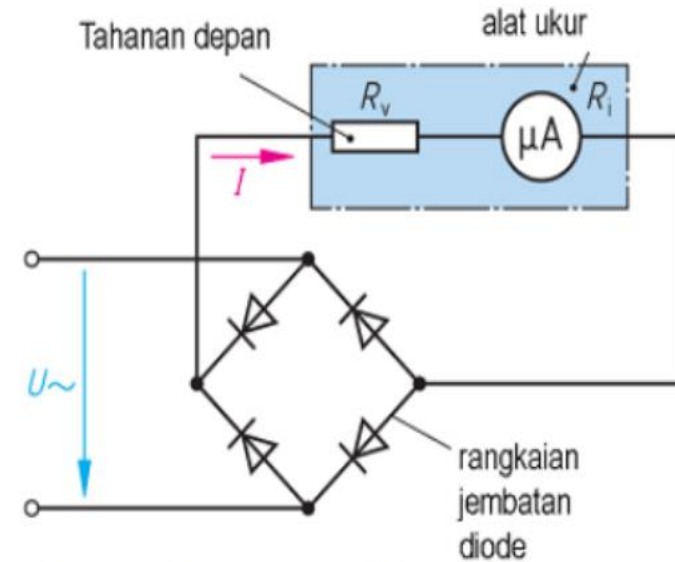 Tahanan depan
alat ukur
Rv
µA
Ri
I
U~
rangkaian
jembatan
diode